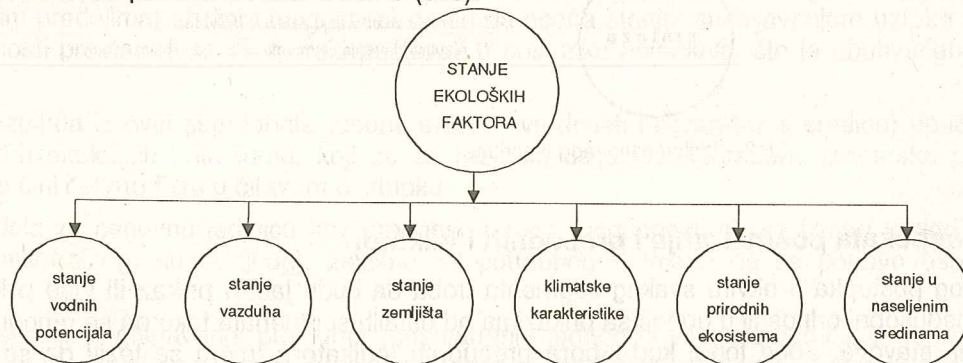 STANJE
EKOLOŠKIH
FAKTORA
stanje
vodnih
potencijala
stanje
vazduha
stanje
zemljišta
klimatske
karakteristike
stanje
prirodnih
ekosistema
stanje u
naseljenim
sredinama